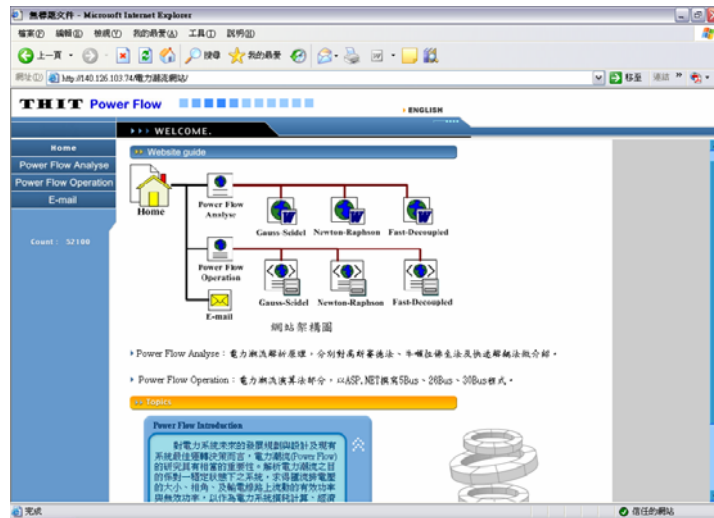 無標題文件 - Microsoft Internet Explorer
檔案(F) 編輯(E) 檢視(V) 我的最愛(A) 工具(T) 說明(H)
上一頁 搜尋 我的最愛
網址(D) http://140.126.103.74/電力潮流網站/ 移至 連結 »
THIT Power Flow
ENGLISH
WELCOME.
Home
Power Flow Analyse
Power Flow Operation
E-mail
Count : 52100
Website guide
Home
Power Flow Analyse
Gauss-Seidel Newton-Raphson Fast-Decoupled
Power Flow Operation
Gauss-Seidel Newton-Raphson Fast-Decoupled
E-mail
網站架構圖
Power Flow Analyse：電力潮流解析原理，分別對高斯賽德法、牛頓拉佛生法及快速解耦法做介紹。
Power Flow Operation：電力潮流演算法部分，以ASP.NET撰寫5Bus、26Bus、30Bus程式。
Topics
Power Flow Introduction
對電力系統未來的發展規劃與設計及現有
系統最佳運轉決策而言，電力潮流(Power Flow)
的研究具有相當的重要性。解析電力潮流之目
的係對一穩定狀態下之系統，求得匯流排電壓
的大小、相角、及輸電線路上流動的有效功率
與無效功率，以作為電力系統損耗計算、經濟
完成
信任的網站